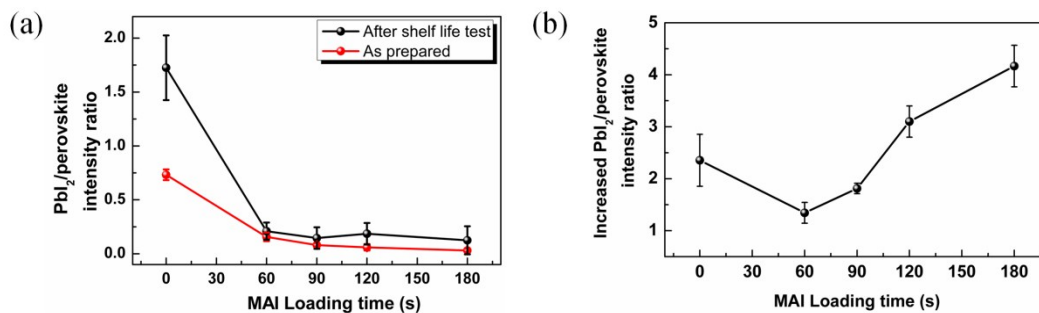 (a)
PbI₂/perovskite
intensity ratio
2.0
1.5
1.0
0.5
0.0
After shelf life test
As prepared
0 30 60 90 120 150 180
MAI Loading time (s)
(b)
Increased PbI₂/perovskite
intensity ratio
5
4
3
2
1
0 30 60 90 120 150 180
MAI Loading time (s)